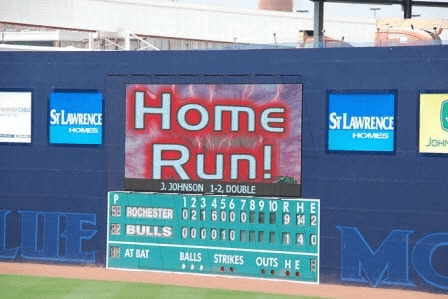 Home
Run!
J. JOHNSON 1-2, DOUBLE
ST LAWRENCE
HOMES
ST LAWRENCE
HOMES
P 1 2 3 4 5 6 7 8 9 10 R H E
ROCHESTER 0 2 1 6 0 0 9 14 2
BULLS 0 0 0 0 1 0 1 4 0
AT BAT BALLS STRIKES OUTS H E
BLUE
M